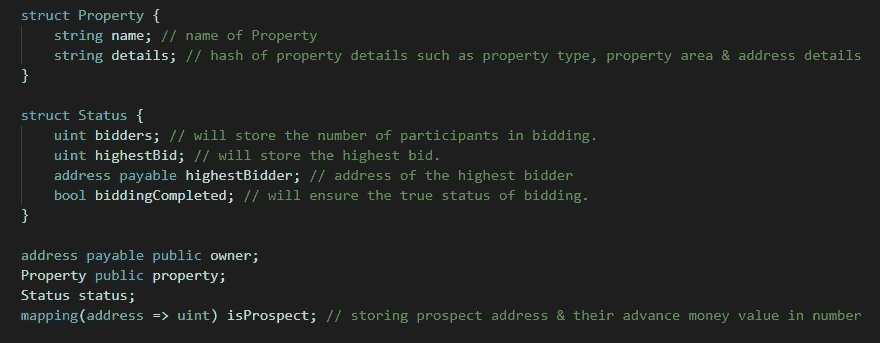 struct Property {
    string name; // name of Property
    string details; // hash of property details such as property type, property area & address details
}
struct Status {
    uint bidders; // will store the number of participants in bidding.
    uint highestBid; // will store the highest bid.
    address payable highestBidder; // address of the highest bidder
    bool biddingCompleted; // will ensure the true status of bidding.
}
address payable public owner;
Property public property;
Status status;
mapping(address => uint) isProspect; // storing prospect address & their advance money value in number